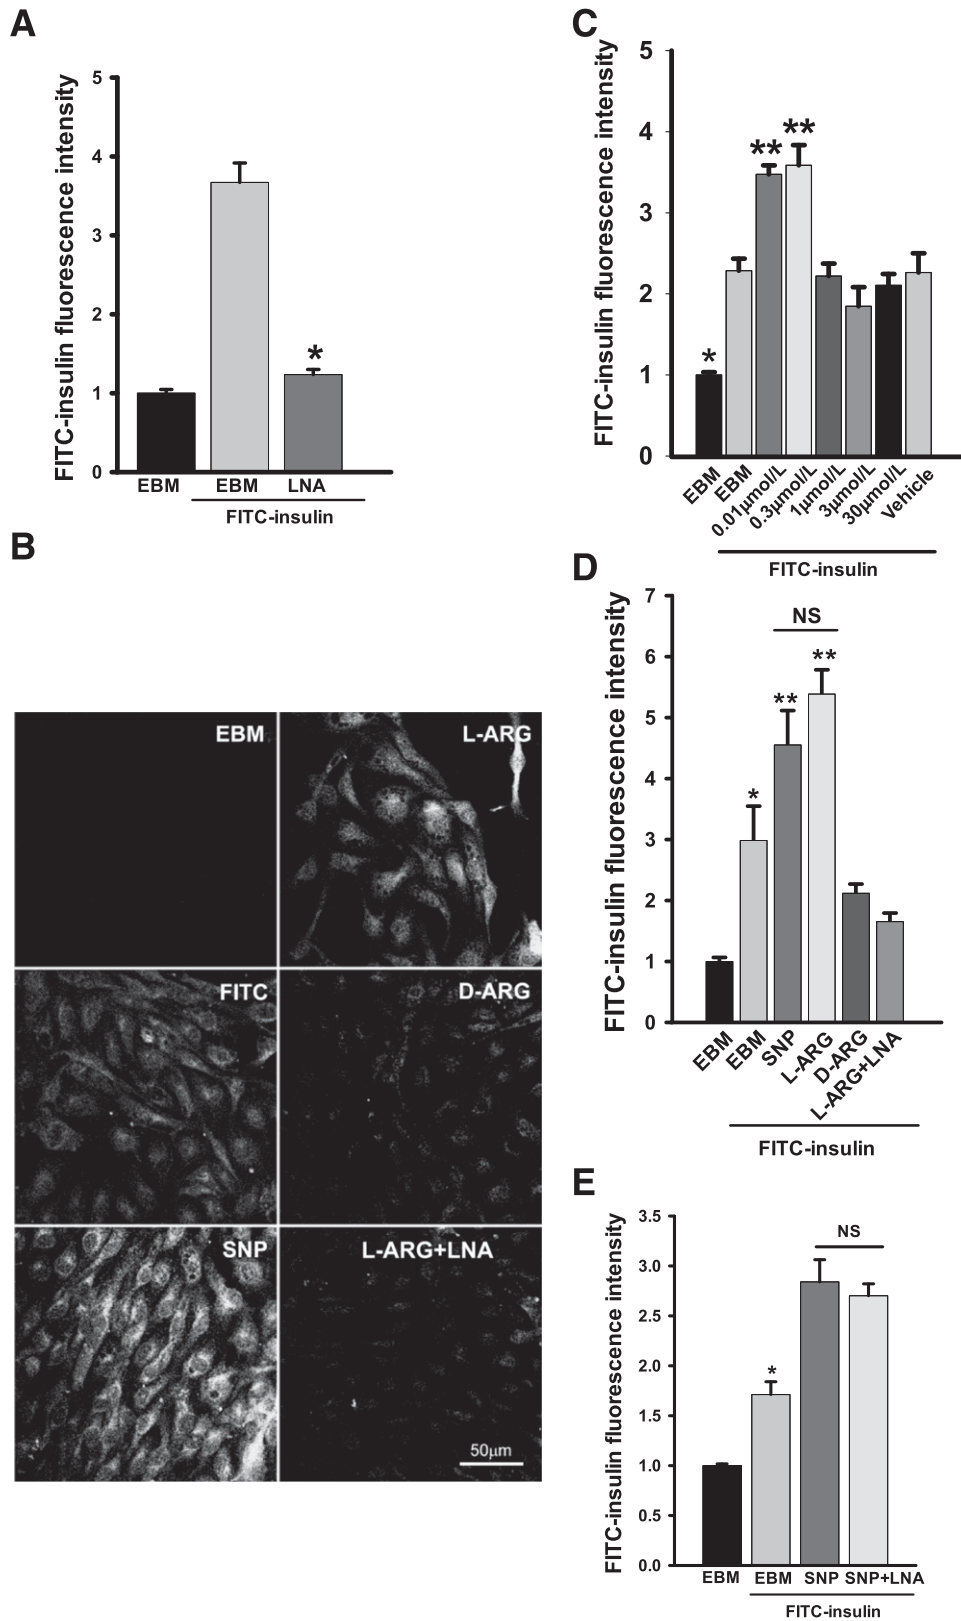 A
FITC-insulin fluorescence intensity
5
4
3
2
1
0
*
EBM EBM LNA
FITC-insulin
B
EBM L-ARG
FITC D-ARG
SNP L-ARG+LNA
50µm
C
FITC-insulin fluorescence intensity
5
4
3
2
1
0
* ** **
EBM EBM 0.01µmol/L 0.3µmol/L 1µmol/L 3µmol/L 30µmol/L Vehicle
FITC-insulin
D
FITC-insulin fluorescence intensity
7
6
5
4
3
2
1
0
NS
* ** **
EBM EBM SNP L-ARG D-ARG L-ARG+LNA
FITC-insulin
E
FITC-insulin fluorescence intensity
3.5
3.0
2.5
2.0
1.5
1.0
0.5
0.0
NS
*
EBM EBM SNP SNP+LNA
FITC-insulin